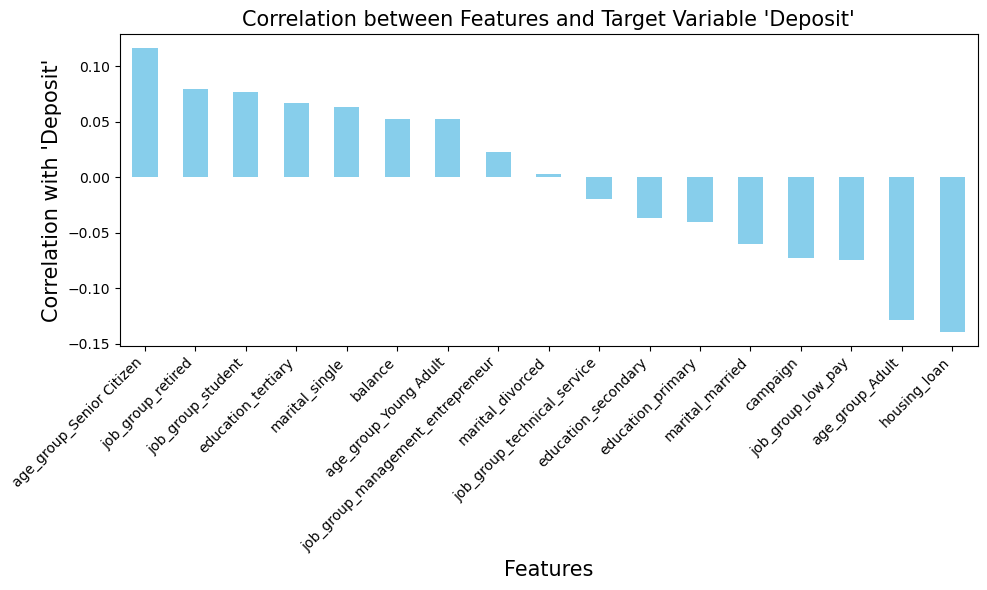 Correlation between Features and Target Variable 'Deposit'
Correlation with 'Deposit'
0.10
0.05
0.00
−0.05
−0.10
−0.15
age_group_Senior Citizen
job_group_retired
job_group_student
education_tertiary
marital_single
balance
age_group_Young Adult
job_group_management_entrepreneur
marital_divorced
job_group_technical_service
education_secondary
education_primary
marital_married
campaign
job_group_low_pay
age_group_Adult
housing_loan
Features